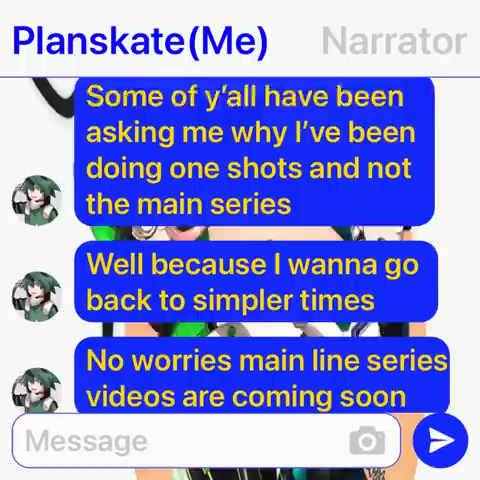 Planskate(Me) Narrator
Some of y'all have been
asking me why I've been
doing one shots and not
the main series
Well because I wanna go
back to simpler times
No worries main line series
videos are coming soon
Message